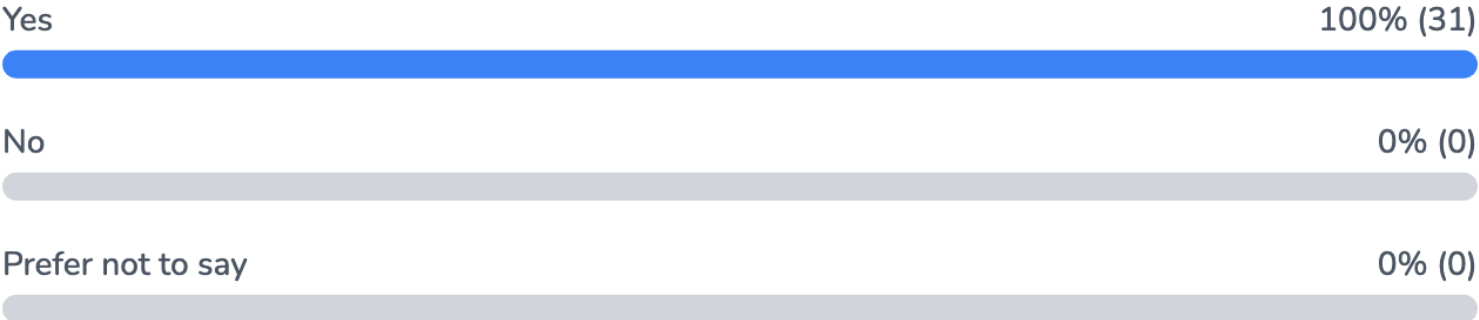 Yes 100% (31)
No 0% (0)
Prefer not to say 0% (0)